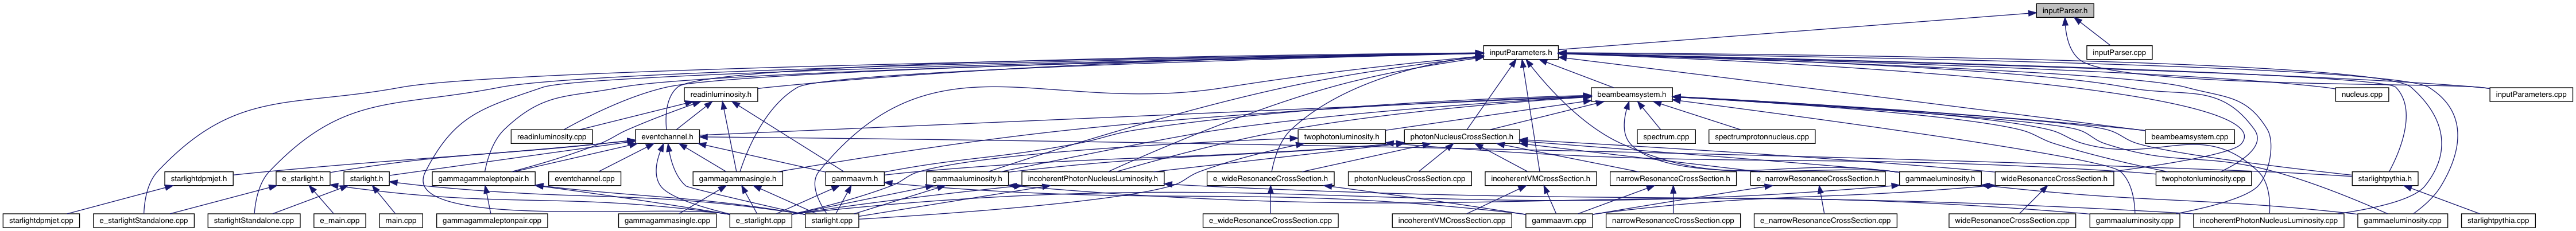 inputParser.h
inputParameters.h
inputParser.cpp
readinluminosity.h
beambeamsystem.h
nucleus.cpp
inputParameters.cpp
readinluminosity.cpp
eventchannel.h
twophotonluminosity.h
photonNucleusCrossSection.h
spectrum.cpp
spectrumprotonnucleus.cpp
beambeamsystem.cpp
starlightdpmjet.h
e_starlight.h
starlight.h
gammagammaleptonpair.h
eventchannel.cpp
gammagammasingle.h
gammaavm.h
gammaaluminosity.h
incoherentPhotonNucleusLuminosity.h
e_wideResonanceCrossSection.h
photonNucleusCrossSection.cpp
incoherentVMCrossSection.h
narrowResonanceCrossSection.h
e_narrowResonanceCrossSection.h
gammaeluminosity.h
wideResonanceCrossSection.h
twophotonluminosity.cpp
starlightpythia.h
starlightdpmjet.cpp
e_starlightStandalone.cpp
starlightStandalone.cpp
e_main.cpp
main.cpp
gammagammaleptonpair.cpp
gammagammasingle.cpp
e_starlight.cpp
starlight.cpp
e_wideResonanceCrossSection.cpp
incoherentVMCrossSection.cpp
gammaavm.cpp
narrowResonanceCrossSection.cpp
e_narrowResonanceCrossSection.cpp
wideResonanceCrossSection.cpp
gammaaluminosity.cpp
incoherentPhotonNucleusLuminosity.cpp
gammaeluminosity.cpp
starlightpythia.cpp